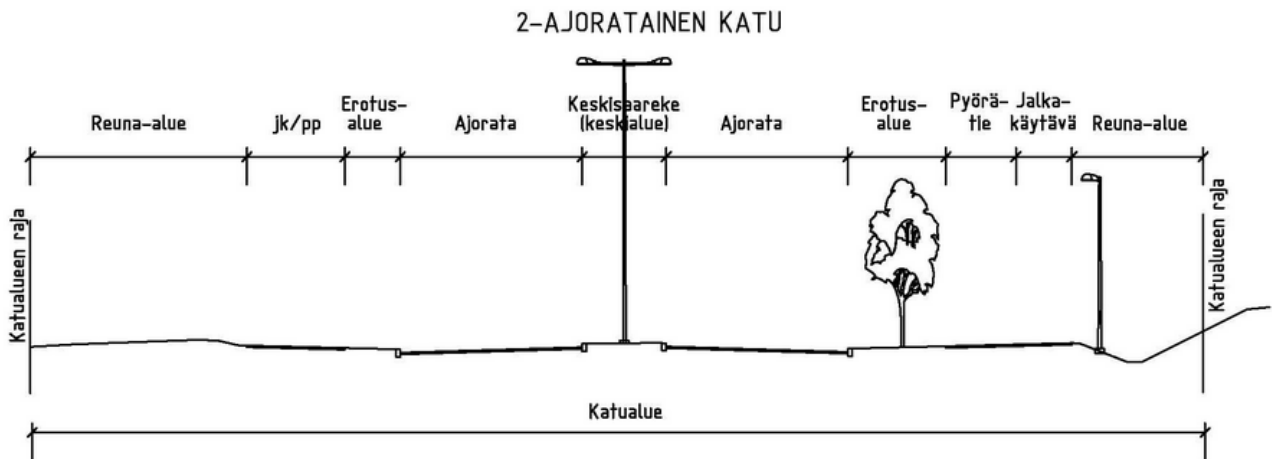 2-AJORATAINEN KATU
Reuna-alue
jk/pp
Erotus-
alue
Ajorata
Keskisaareke
(keskialue)
Ajorata
Erotus-
alue
Pyörä-
tie
Jalka-
käytävä
Reuna-alue
Katualueen raja
Katualueen raja
Katualue